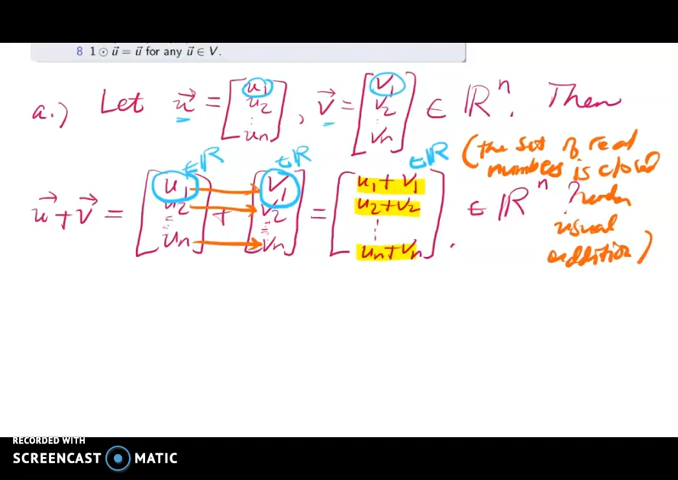 8 1 ⊙ u⃗ = u⃗ for any u⃗ ∈ V.
a.) Let u⃗ = [u₁ u₂ ⋮ uₙ], v⃗ = [v₁ v₂ ⋮ vₙ] ∈ ℝⁿ. Then
u⃗ + v⃗ = [u₁ u₂ ⋮ uₙ] + [v₁ v₂ ⋮ vₙ] = [u₁+v₁ u₂+v₂ ⋮ uₙ+vₙ]. ∈ ℝⁿ ?
∈ ℝ ∈ ℝ ∈ ℝ
(the set of real
numbers is closed
under
usual
addition)
RECORDED WITH
SCREENCAST MATIC